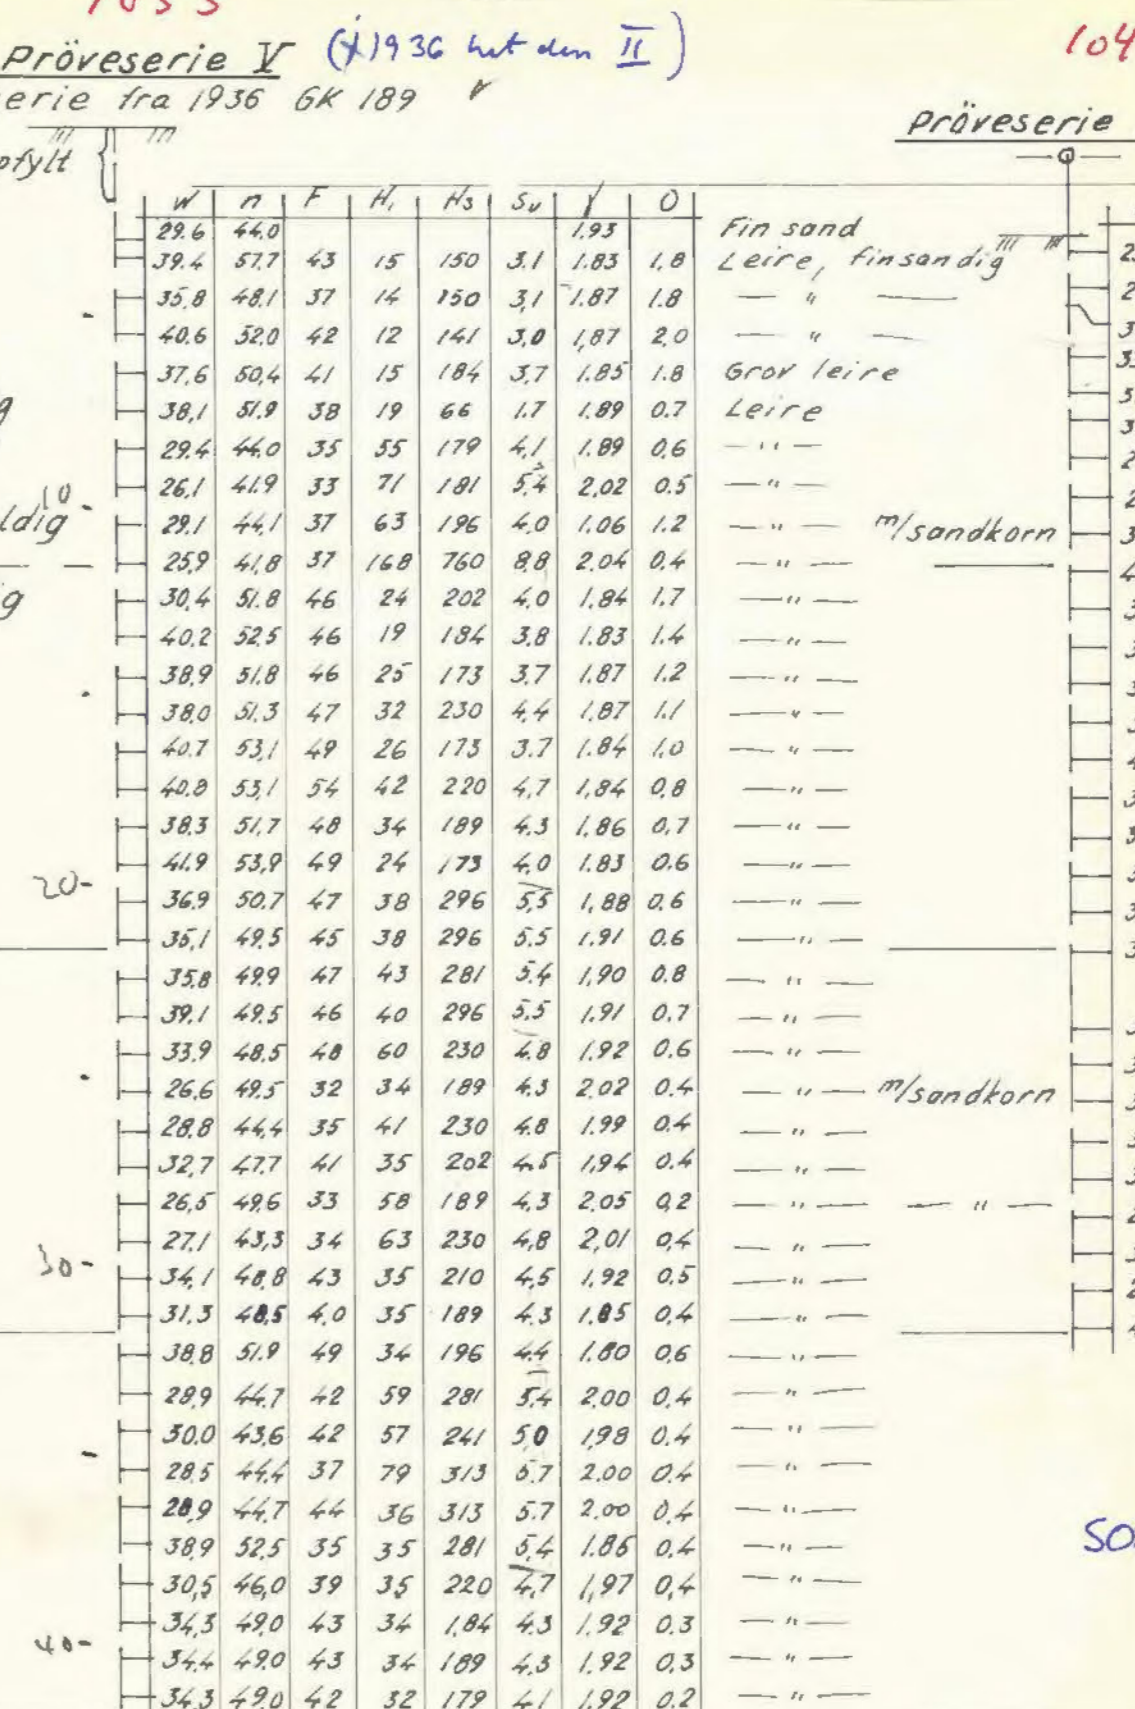 Pröveserie V (i 1936 het den II) 104
serie fra 1936 GK 189
Pröveserie
fylt
W n F H1 H3 Sv γ O
29.6 44.0 1.93 Fin sand
39.4 57.7 43 15 150 3.1 1.83 1.8 Leire, finsandig
35.8 48.1 37 14 150 3,1 1.87 1.8 — " —
40.6 52.0 42 12 141 3,0 1,87 2.0 — " —
37,6 50,4 41 15 184 3,7 1.85 1.8 Grov leire
38,1 51.9 38 19 66 1.7 1.89 0.7 Leire
29.4 44.0 35 55 179 4,1 1.89 0,6 — " —
26,1 41.9 33 71 181 5,4 2,02 0.5 — " —
10
ldig
29.1 44,1 37 63 196 4.0 1.06 1.2 — " — m/sandkorn
25,9 41,8 37 168 760 8,8 2,04 0,4 — " —
30,4 51.8 46 24 202 4,0 1,84 1,7 — " —
40.2 52.5 46 19 184 3,8 1.83 1.4 — " —
38,9 51,8 46 25 173 3.7 1.87 1.2 — " —
38,0 51,3 47 32 230 4,4 1,87 1.1 — " —
40.7 53,1 49 26 173 3.7 1.84 1,0 — " —
40,8 53,1 54 42 220 4,7 1,84 0,8 — " —
38.3 51,7 48 34 189 4.3 1.86 0,7 — " —
41.9 53,9 49 24 173 4,0 1.83 0.6 — " —
20-
36.9 50.7 47 38 296 5,5 1,88 0,6 — " —
35,1 49.5 45 38 296 5.5 1.91 0.6 — " —
35,8 49.9 47 43 281 5.4 1,90 0.8 — " —
39.1 49.5 46 40 296 5,5 1.91 0.7 — " —
33.9 48.5 48 60 230 4.8 1.92 0.6 — " —
26,6 49.5 32 34 189 4,3 2,02 0.4 — " — m/sandkorn
28.8 44,4 35 41 230 4.8 1.99 0.4 — " —
32,7 47.7 41 35 202 4,5 1,94 0.4 — " —
26,5 49,6 33 58 189 4,3 2,05 0,2 — " — — " —
27,1 43,3 34 63 230 4,8 2,01 0,4 — " —
30-
34,1 48,8 43 35 210 4,5 1,92 0,5 — " —
31,3 48,5 4.0 35 189 4.3 1.85 0,4 — " —
38,8 51,9 49 34 196 4.4 1.80 0,6 — " —
28,9 44.7 42 59 281 5.4 2.00 0,4 — " —
30.0 43,6 42 57 241 5,0 1,98 0.4 — " —
28,5 44,4 37 79 313 5.7 2.00 0.4 — " —
28,9 44,7 44 36 313 5.7 2.00 0,4 — " —
38,9 52,5 35 35 281 5,4 1.86 0,4 — " —
30,5 46,0 39 35 220 4,7 1,97 0,4 — " —
34,3 49,0 43 34 1,84 4.3 1.92 0.3 — " —
40-
34,4 49.0 43 34 189 4,3 1,92 0,3 — " —
34,3 49.0 42 32 179 4,1 1.92 0.2 — " —